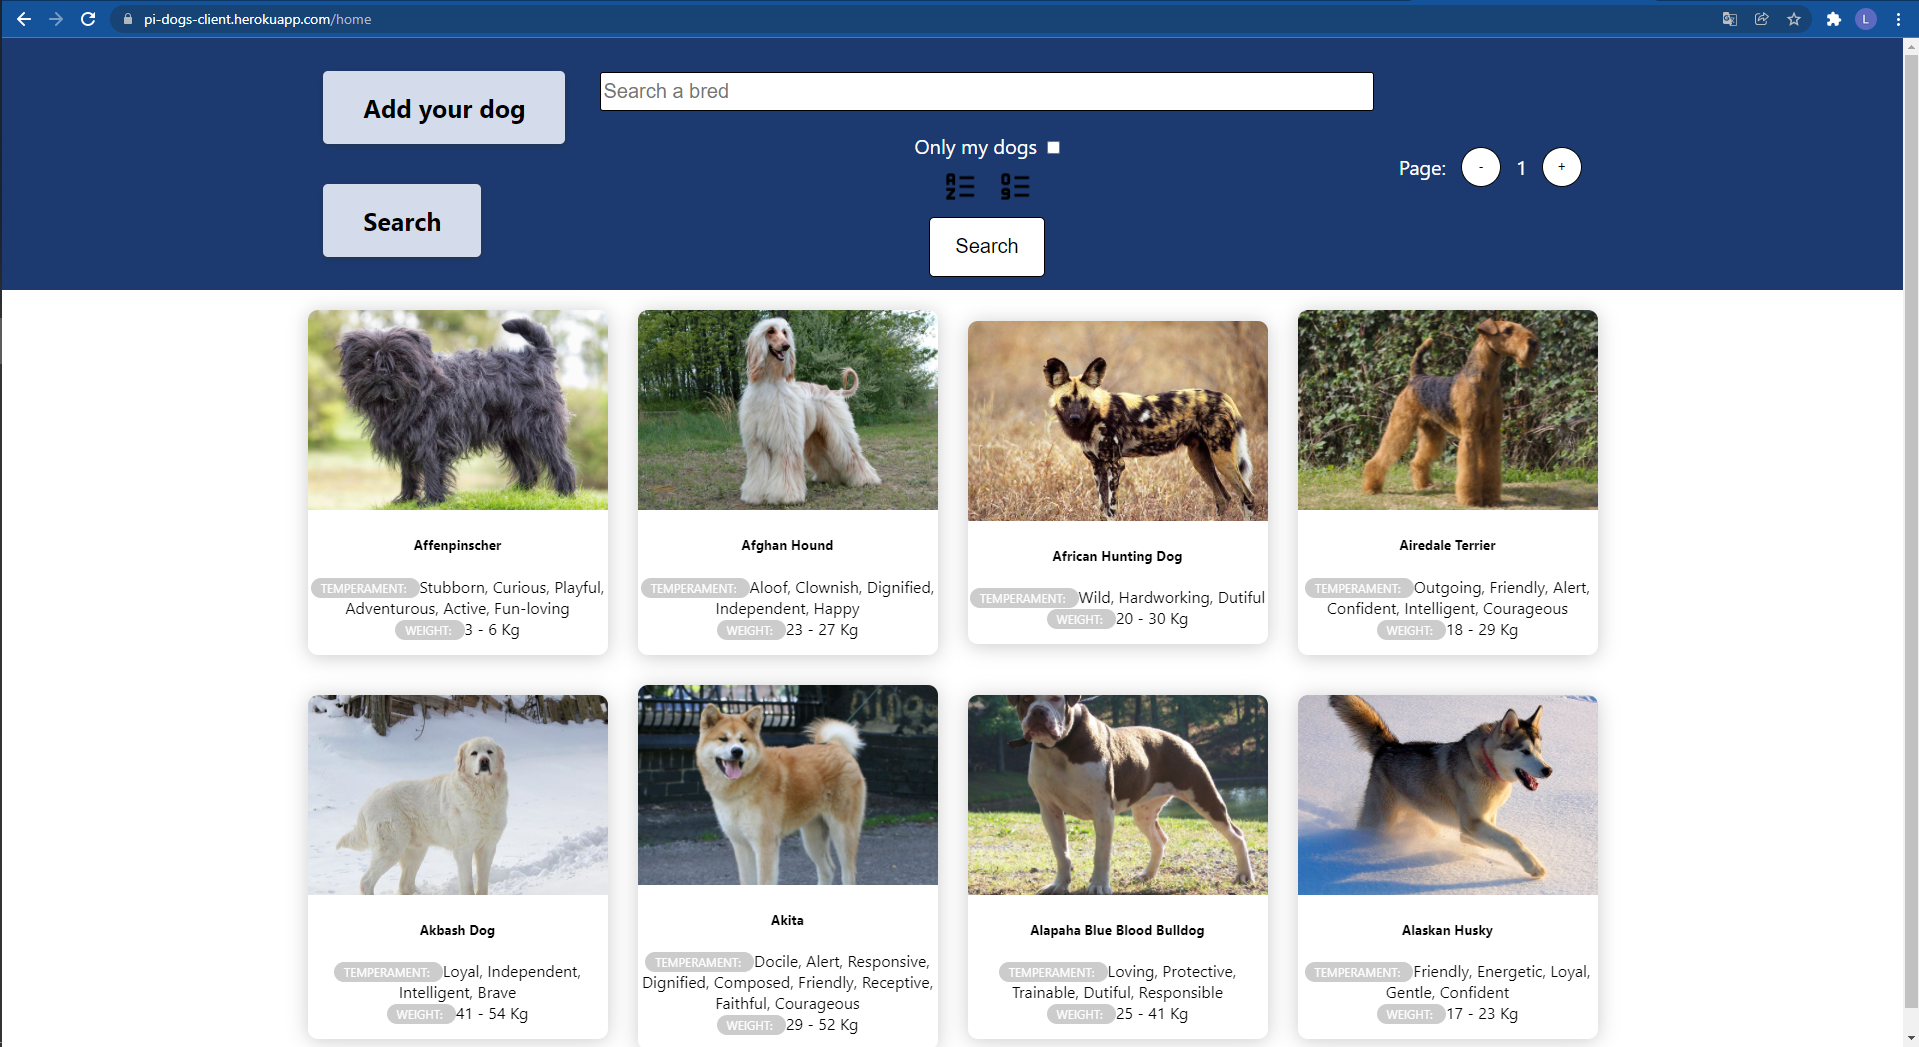 pi-dogs-client.herokuapp.com/home
L
Add your dog
Search a bred
Only my dogs
Page: - 1 +
A
Z
0
9
Search
Search
Affenpinscher
TEMPERAMENT: Stubborn, Curious, Playful,
Adventurous, Active, Fun-loving
WEIGHT: 3 - 6 Kg
Afghan Hound
TEMPERAMENT: Aloof, Clownish, Dignified,
Independent, Happy
WEIGHT: 23 - 27 Kg
African Hunting Dog
TEMPERAMENT: Wild, Hardworking, Dutiful
WEIGHT: 20 - 30 Kg
Airedale Terrier
TEMPERAMENT: Outgoing, Friendly, Alert,
Confident, Intelligent, Courageous
WEIGHT: 18 - 29 Kg
Akbash Dog
TEMPERAMENT: Loyal, Independent,
Intelligent, Brave
WEIGHT: 41 - 54 Kg
Akita
TEMPERAMENT: Docile, Alert, Responsive,
Dignified, Composed, Friendly, Receptive,
Faithful, Courageous
WEIGHT: 29 - 52 Kg
Alapaha Blue Blood Bulldog
TEMPERAMENT: Loving, Protective,
Trainable, Dutiful, Responsible
WEIGHT: 25 - 41 Kg
Alaskan Husky
TEMPERAMENT: Friendly, Energetic, Loyal,
Gentle, Confident
WEIGHT: 17 - 23 Kg